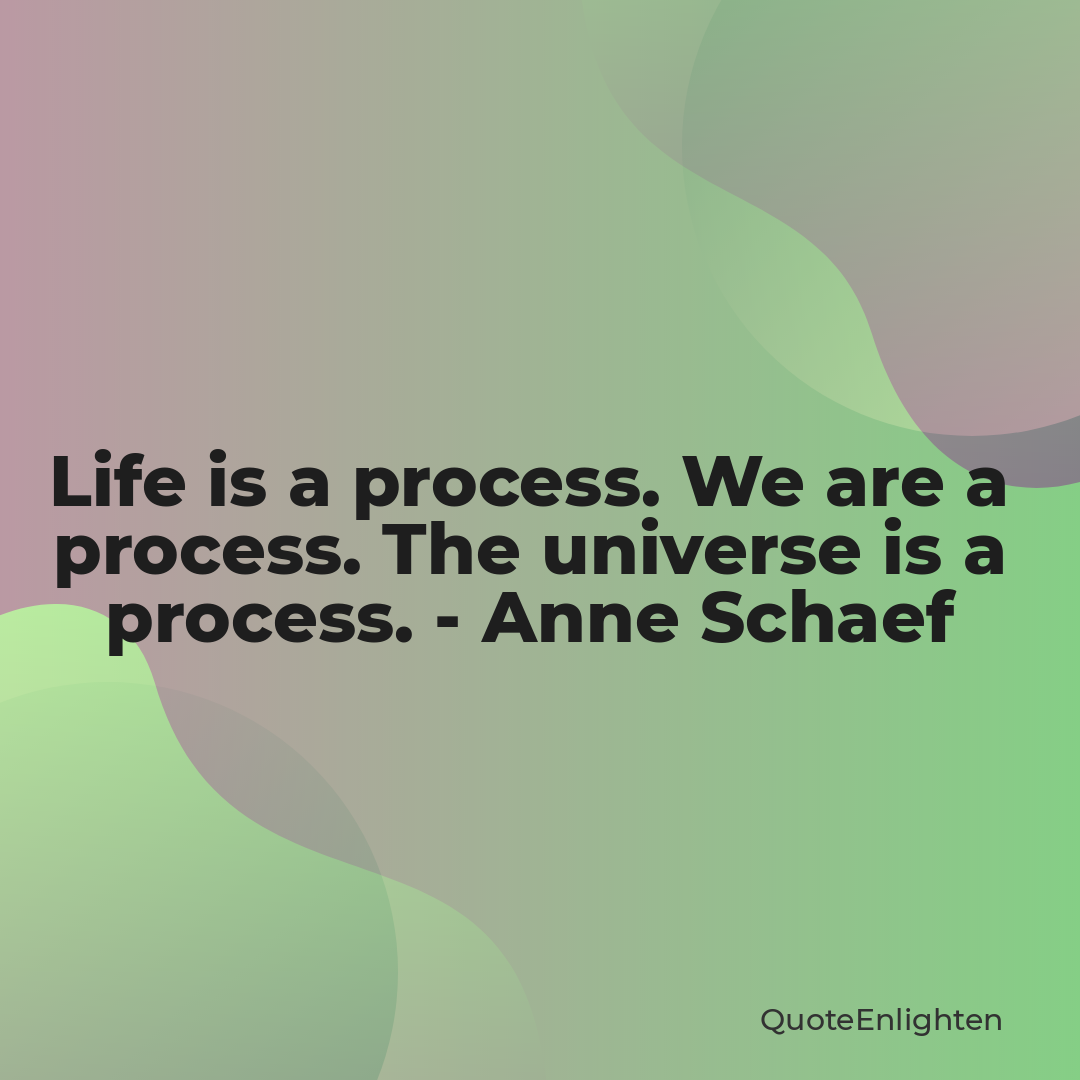 Life is a process. We are a
process. The universe is a
process. - Anne Schaef
QuoteEnlighten